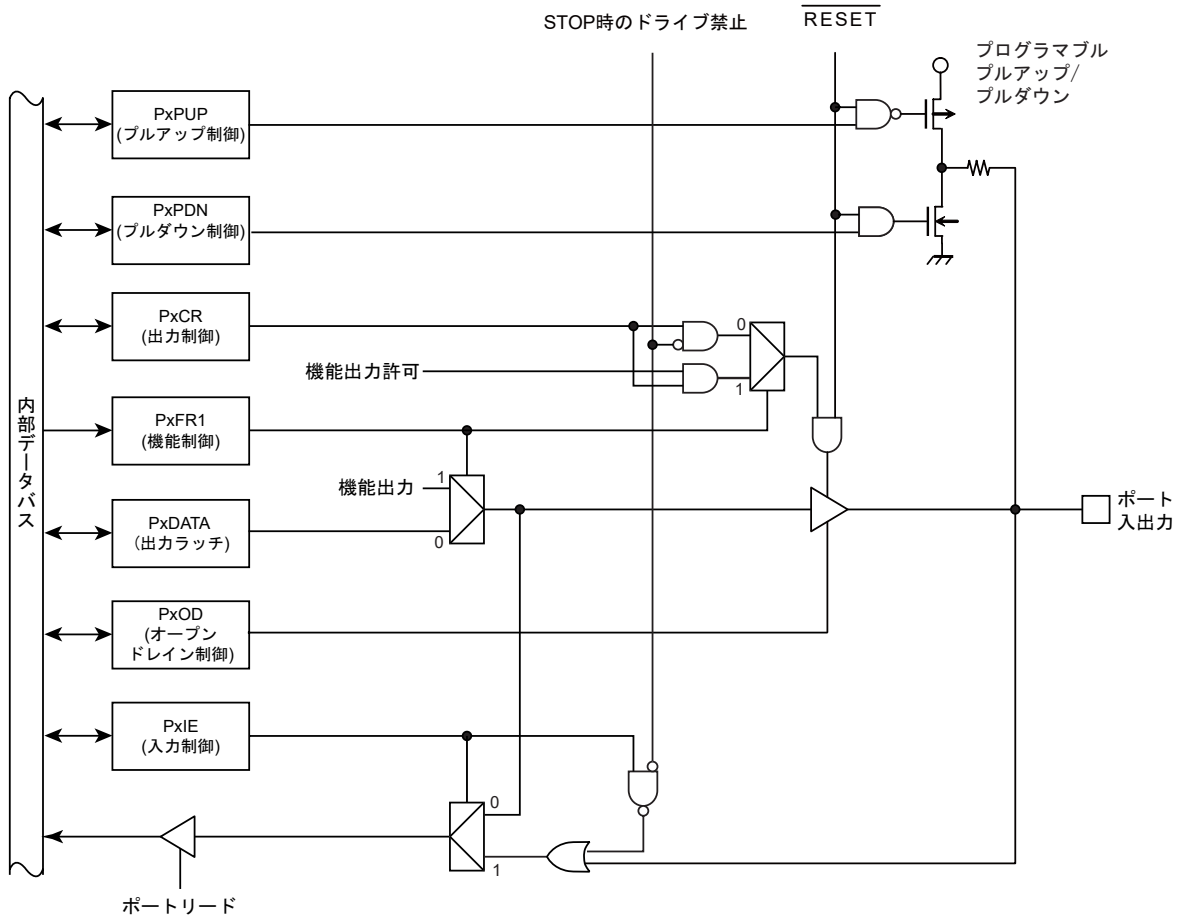 STOP時のドライブ禁止
RESET
プログラマブル
プルアップ/
プルダウン
PxPUP
(プルアップ制御)
PxPDN
(プルダウン制御)
PxCR
(出力制御)
0
機能出力許可
1
内部データバス
PxFR1
(機能制御)
1
機能出力
ポート
入出力
PxDATA
(出力ラッチ)
0
PxOD
(オープン
ドレイン制御)
PxIE
(入力制御)
0
1
ポートリード